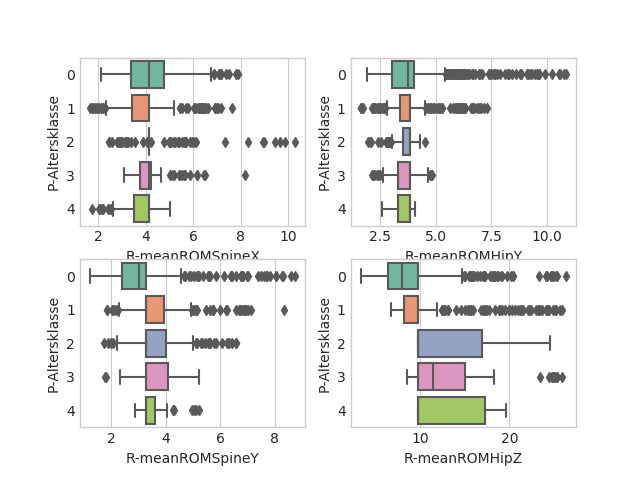 P-Altersklasse
0
1
2
3
4
2 4 6 8 10
R-meanROMSpineX
P-Altersklasse
0
1
2
3
4
2.5 5.0 7.5 10.0
R-meanROMHipY
P-Altersklasse
0
1
2
3
4
2 4 6 8
R-meanROMSpineY
P-Altersklasse
0
1
2
3
4
10 20
R-meanROMHipZ